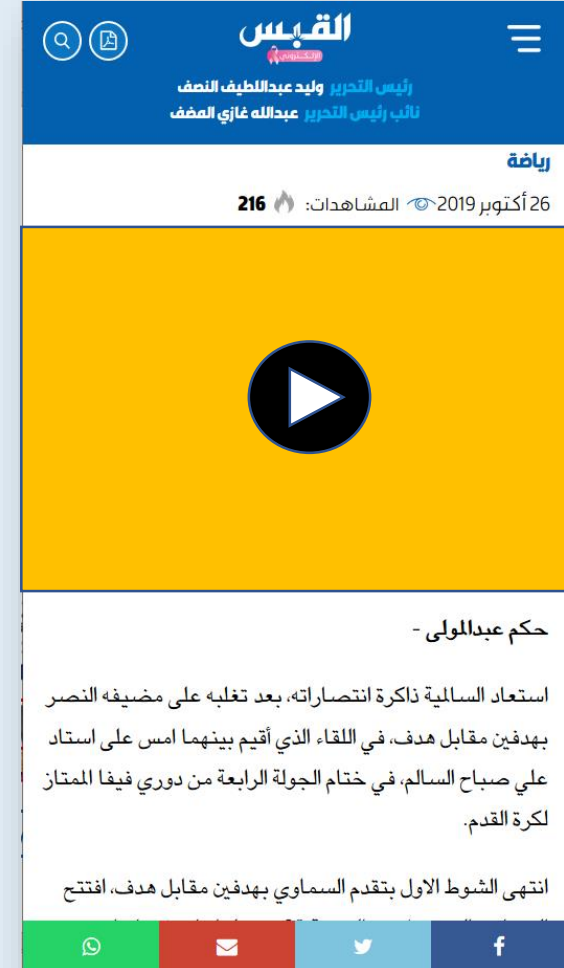 القبس
الإلكتروني
رئيس التحرير وليد عبداللطيف النصف
نائب رئيس التحرير عبدالله غازي المضف
رياضة
26 أكتوبر 2019 المشاهدات: 216
حكم عبدالمولى -
استعاد السالمية ذاكرة انتصاراته، بعد تغلبه على مضيفه النصر
بهدفين مقابل هدف، في اللقاء الذي أقيم بينهما امس على استاد
علي صباح السالم، في ختام الجولة الرابعة من دوري فيفا الممتاز
لكرة القدم.
انتهى الشوط الاول بتقدم السماوي بهدفين مقابل هدف، افتتح